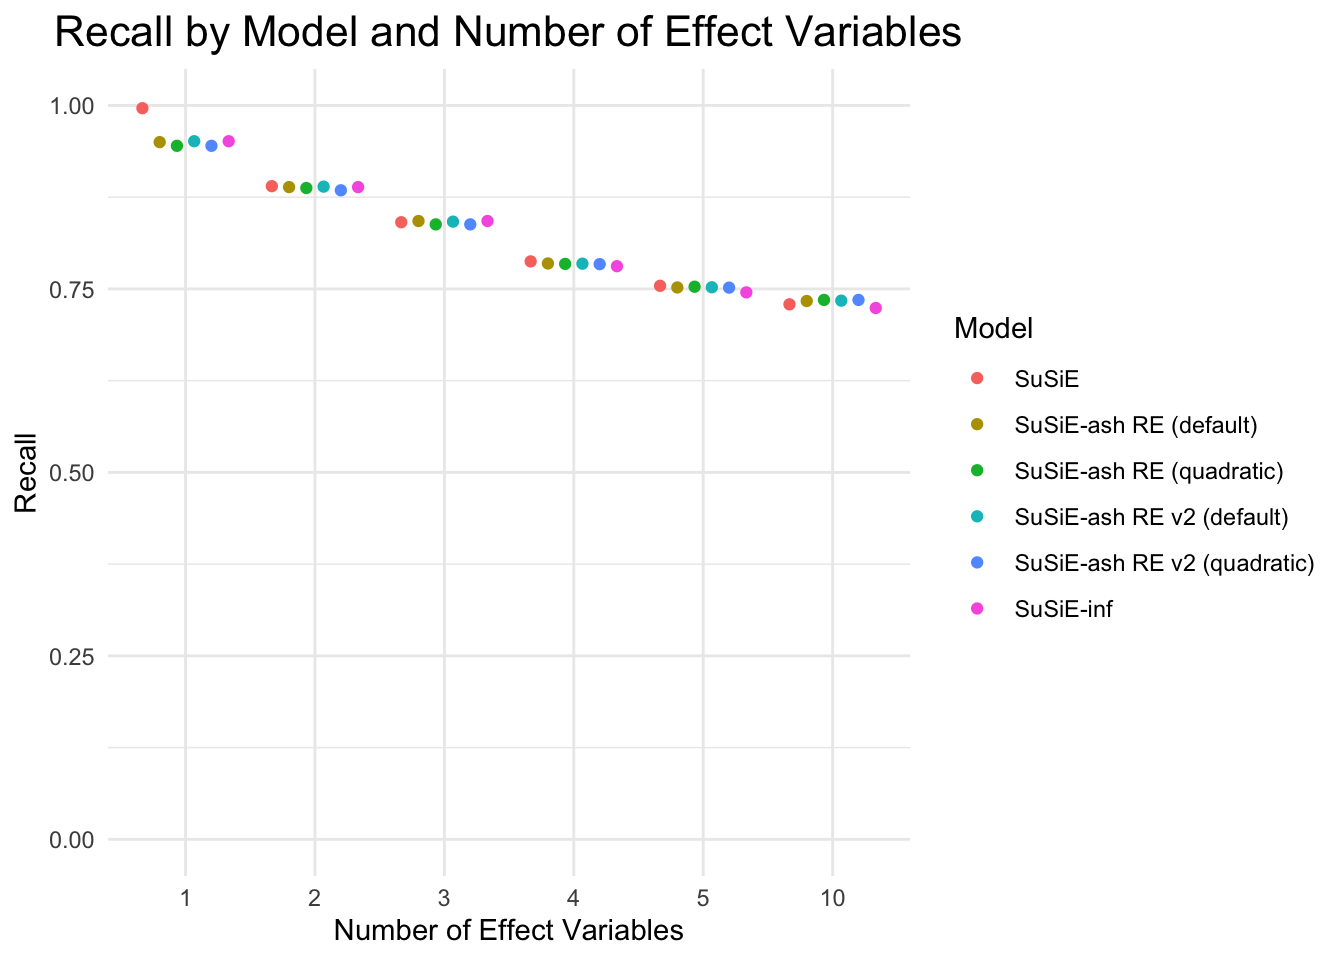 Recall by Model and Number of Effect Variables
1.00
0.75
0.50
0.25
0.00
Recall
1 2 3 4 5 10
Number of Effect Variables
Model
SuSiE
SuSiE-ash RE (default)
SuSiE-ash RE (quadratic)
SuSiE-ash RE v2 (default)
SuSiE-ash RE v2 (quadratic)
SuSiE-inf